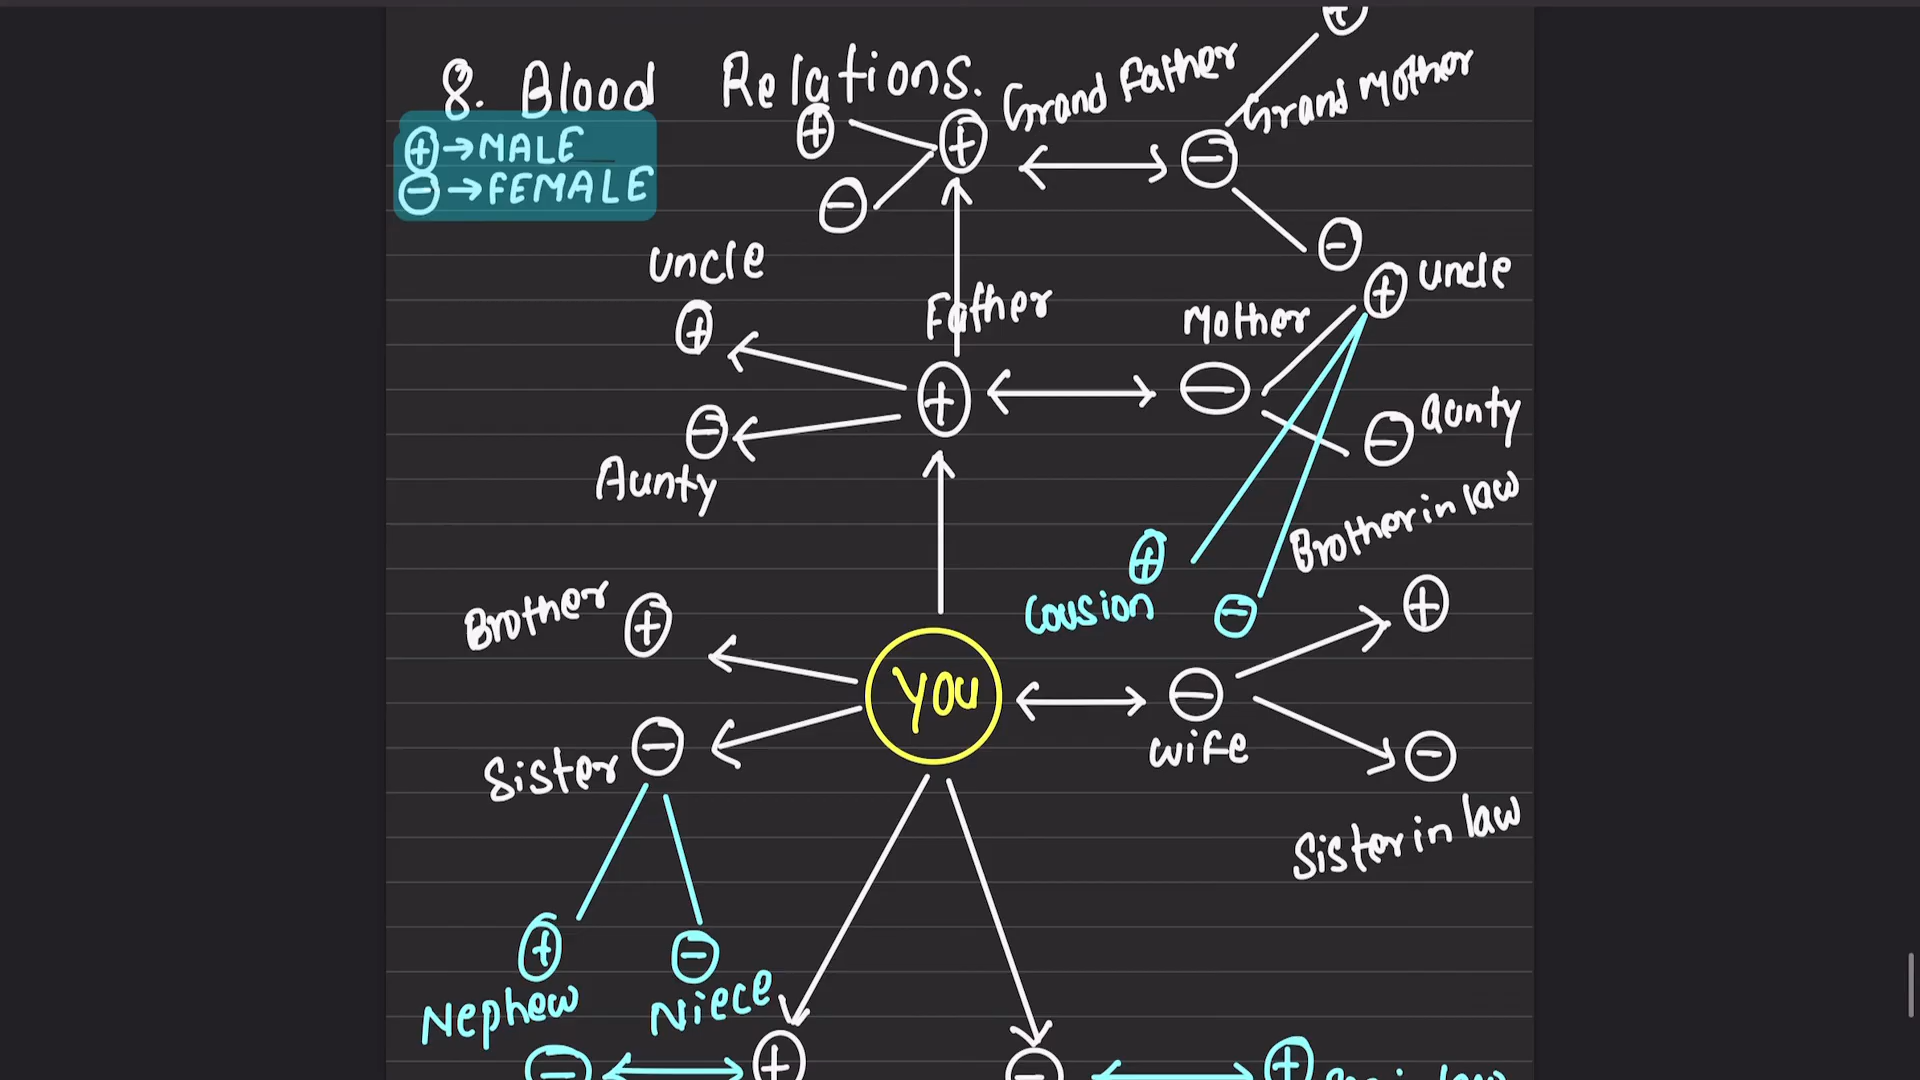 8. Blood Relations.
⊕ → MALE
⊖ → FEMALE
⊕
⊕
⊖
⊕ Grand Father
⊖ Grand Mother
⊖
uncle
⊕
⊖
Aunty
Father
⊕
Mother
⊖
⊕ uncle
⊖ aunty
⊕
Cousion
⊖
Brother in law
⊕
Brother ⊕
YOU
⊖
wife
Sister ⊖
⊖
Sister in law
⊕
Nephew
⊖
Niece
⊖
⊕
⊖
⊕